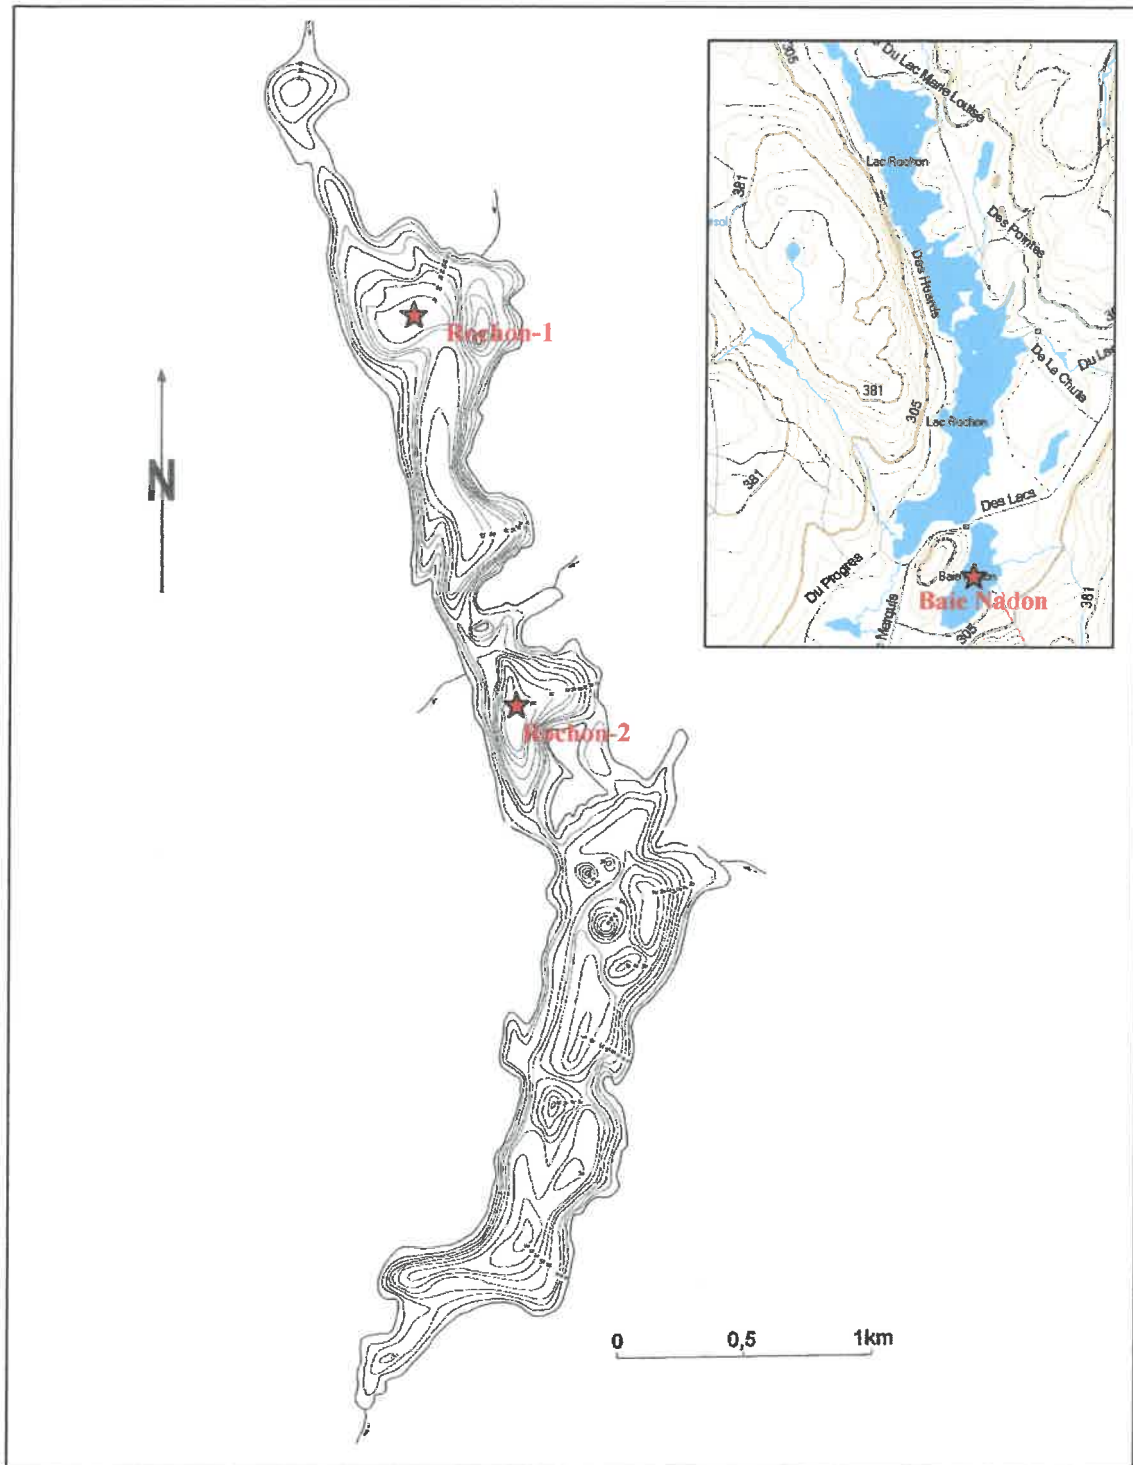 305
Du Lac Marie Louise
Lac Rochon
381
Des Pointes
Des Huards
Rochon-1
De La Chute
381
305
Lac Rochon
N
381
Des Lacs
Du Progres
Baie Nadon
381
Marquis
305
Rochon-2
0 0,5 1km